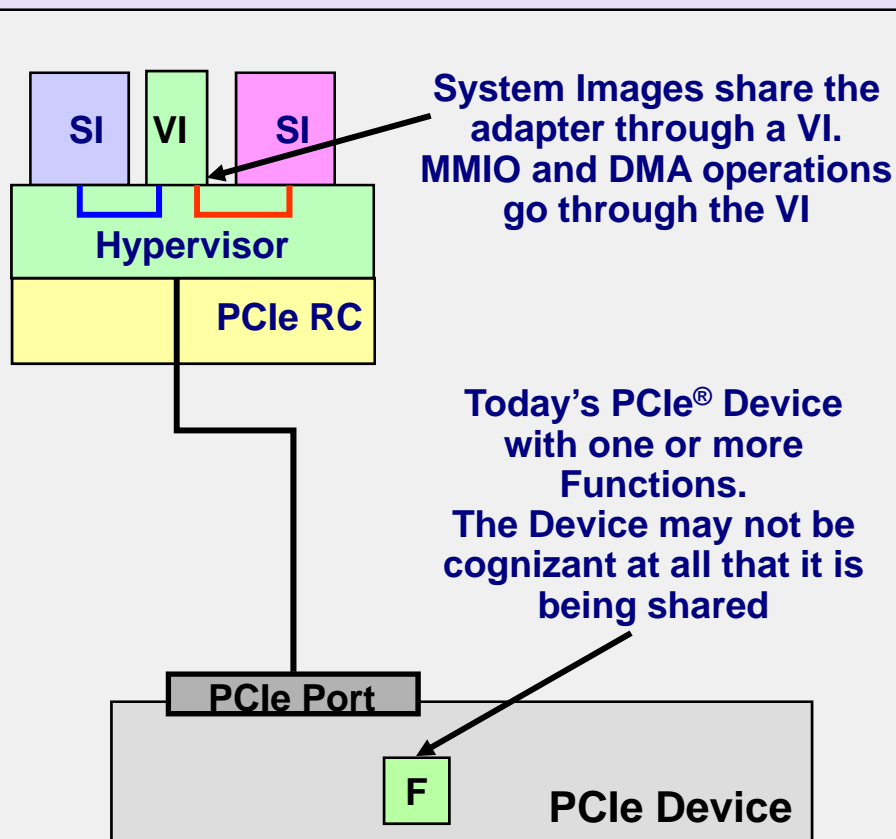 SI VI SI
System Images share the
adapter through a VI.
MMIO and DMA operations
go through the VI
Hypervisor
PCIe RC
Today’s PCIe® Device
with one or more
Functions.
The Device may not be
cognizant at all that it is
being shared
PCIe Port
F
PCIe Device